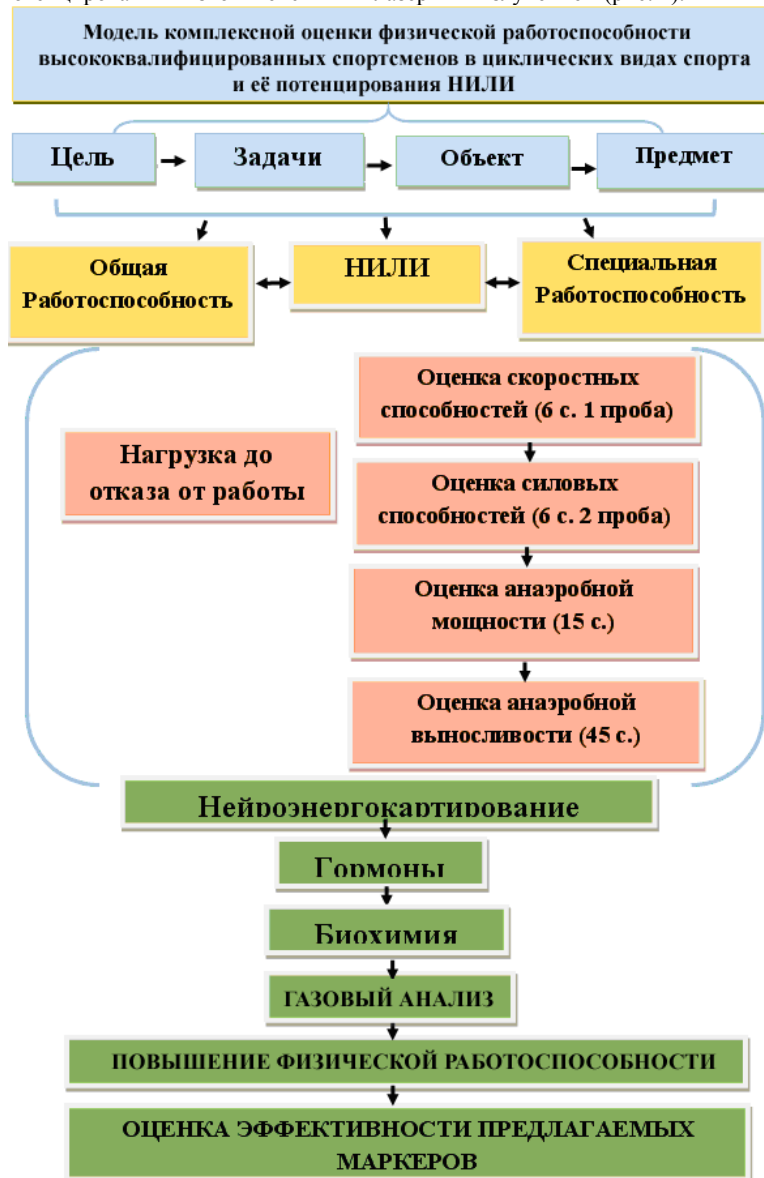 Модель комплексной оценки физической работоспособности
высококвалифицированных спортсменов в циклических видах спорта
и её потенцирования НИЛИ
Цель
Задачи
Объект
Предмет
Общая
Работоспособность
НИЛИ
Специальная
Работоспособность
Оценка скоростных
способностей (6 с. 1 проба)
Нагрузка до
отказа от работы
Оценка силовых
способностей (6 с. 2 проба)
Оценка анаэробной
мощности (15 с.)
Оценка анаэробной
выносливости (45 с.)
Нейроэнергокартирование
Гормоны
Биохимия
ГАЗОВЫЙ АНАЛИЗ
ПОВЫШЕНИЕ ФИЗИЧЕСКОЙ РАБОТОСПОСОБНОСТИ
ОЦЕНКА ЭФФЕКТИВНОСТИ ПРЕДЛАГАЕМЫХ
МАРКЕРОВ